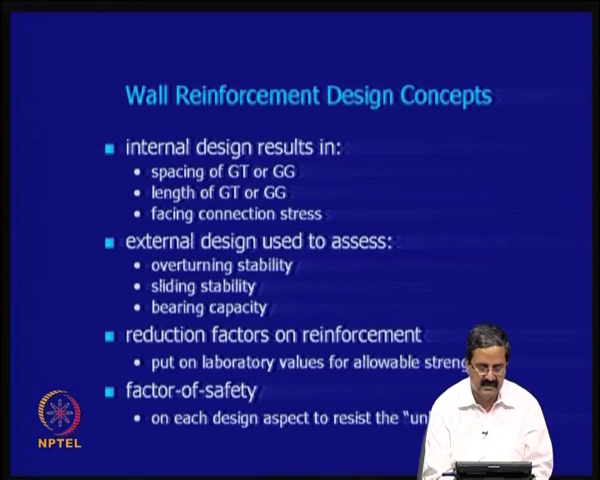 Wall Reinforcement Design Concepts
internal design results in:
spacing of GT or GG
length of GT or GG
facing connection stress
external design used to assess:
overturning stability
sliding stability
bearing capacity
reduction factors on reinforcement
put on laboratory values for allowable
factor-of-safety
on each design aspect to resist the
NPTEL